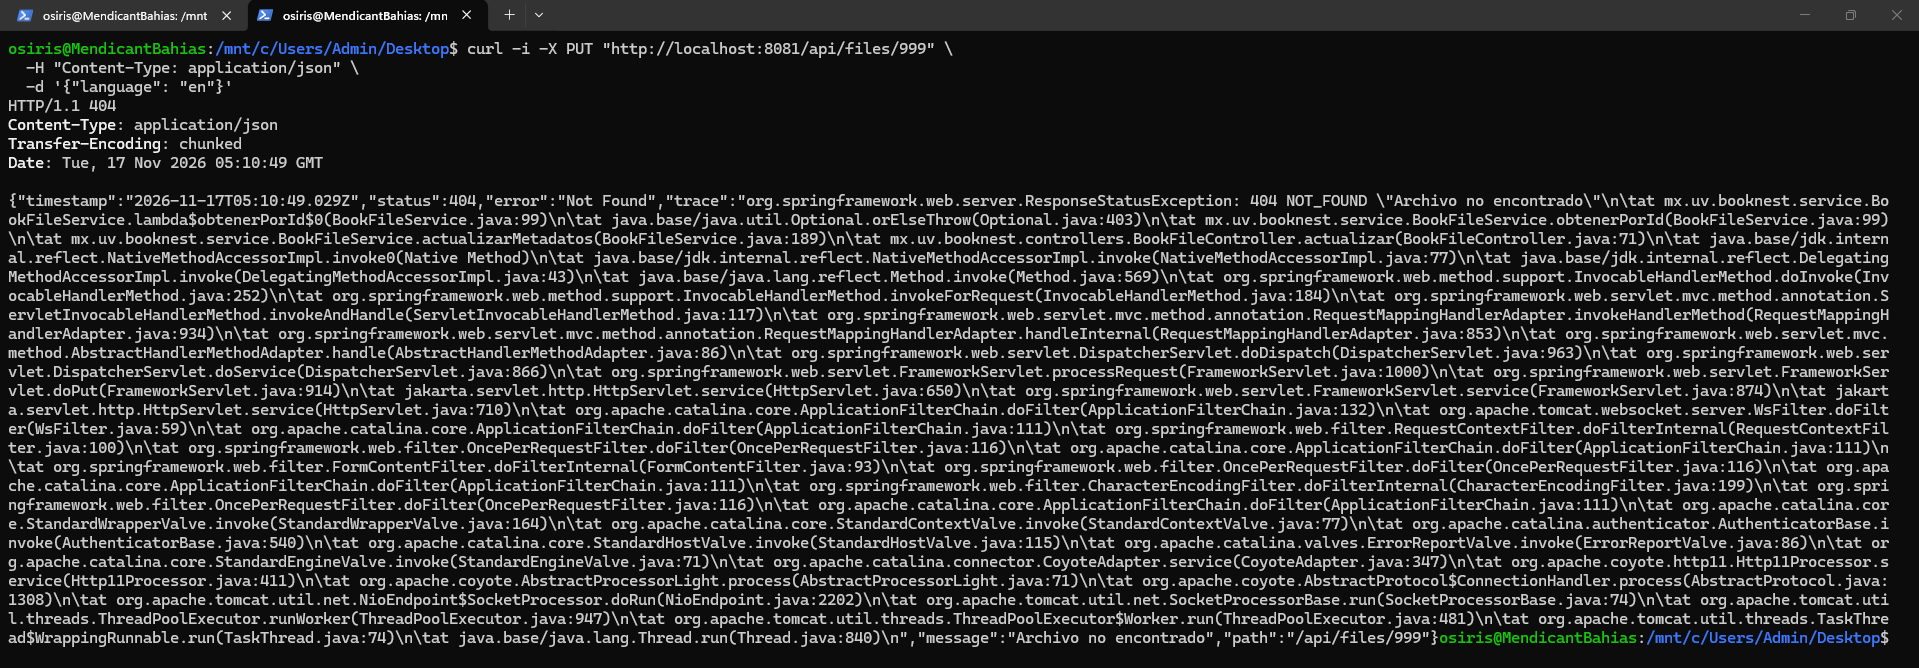 osiris@MendicantBahias: /mnt
osiris@MendicantBahias: /mn
osiris@MendicantBahias:/mnt/c/Users/Admin/Desktop$ curl -i -X PUT "http://localhost:8081/api/files/999" \
-H "Content-Type: application/json" \
-d '{"language": "en"}'
HTTP/1.1 404
Content-Type: application/json
Transfer-Encoding: chunked
Date: Tue, 17 Nov 2026 05:10:49 GMT
{"timestamp":"2026-11-17T05:10:49.029Z","status":404,"error":"Not Found","trace":"org.springframework.web.server.ResponseStatusException: 404 NOT_FOUND \"Archivo no encontrado\"\n\tat mx.uv.booknest.service.Bo
okFileService.lambda$obtenerPorId$0(BookFileService.java:99)\n\tat java.base/java.util.Optional.orElseThrow(Optional.java:403)\n\tat mx.uv.booknest.service.BookFileService.obtenerPorId(BookFileService.java:99)
\n\tat mx.uv.booknest.service.BookFileService.actualizarMetadatos(BookFileService.java:189)\n\tat mx.uv.booknest.controllers.BookFileController.actualizar(BookFileController.java:71)\n\tat java.base/jdk.intern
al.reflect.NativeMethodAccessorImpl.invoke0(Native Method)\n\tat java.base/jdk.internal.reflect.NativeMethodAccessorImpl.invoke(NativeMethodAccessorImpl.java:77)\n\tat java.base/jdk.internal.reflect.Delegating
MethodAccessorImpl.invoke(DelegatingMethodAccessorImpl.java:43)\n\tat java.base/java.lang.reflect.Method.invoke(Method.java:569)\n\tat org.springframework.web.method.support.InvocableHandlerMethod.doInvoke(Inv
ocableHandlerMethod.java:252)\n\tat org.springframework.web.method.support.InvocableHandlerMethod.invokeForRequest(InvocableHandlerMethod.java:184)\n\tat org.springframework.web.servlet.mvc.method.annotation.S
ervletInvocableHandlerMethod.invokeAndHandle(ServletInvocableHandlerMethod.java:117)\n\tat org.springframework.web.servlet.mvc.method.annotation.RequestMappingHandlerAdapter.invokeHandlerMethod(RequestMappingH
andlerAdapter.java:934)\n\tat org.springframework.web.servlet.mvc.method.annotation.RequestMappingHandlerAdapter.handleInternal(RequestMappingHandlerAdapter.java:853)\n\tat org.springframework.web.servlet.mvc.
method.AbstractHandlerMethodAdapter.handle(AbstractHandlerMethodAdapter.java:86)\n\tat org.springframework.web.servlet.DispatcherServlet.doDispatch(DispatcherServlet.java:963)\n\tat org.springframework.web.ser
vlet.DispatcherServlet.doService(DispatcherServlet.java:866)\n\tat org.springframework.web.servlet.FrameworkServlet.processRequest(FrameworkServlet.java:1000)\n\tat org.springframework.web.servlet.FrameworkSer
vlet.doPut(FrameworkServlet.java:914)\n\tat jakarta.servlet.http.HttpServlet.service(HttpServlet.java:650)\n\tat org.springframework.web.servlet.FrameworkServlet.service(FrameworkServlet.java:874)\n\tat jakart
a.servlet.http.HttpServlet.service(HttpServlet.java:710)\n\tat org.apache.catalina.core.ApplicationFilterChain.doFilter(ApplicationFilterChain.java:132)\n\tat org.apache.tomcat.websocket.server.WsFilter.doFilt
er(WsFilter.java:59)\n\tat org.apache.catalina.core.ApplicationFilterChain.doFilter(ApplicationFilterChain.java:111)\n\tat org.springframework.web.filter.RequestContextFilter.doFilterInternal(RequestContextFil
ter.java:100)\n\tat org.springframework.web.filter.OncePerRequestFilter.doFilter(OncePerRequestFilter.java:116)\n\tat org.apache.catalina.core.ApplicationFilterChain.doFilter(ApplicationFilterChain.java:111)\n
\tat org.springframework.web.filter.FormContentFilter.doFilterInternal(FormContentFilter.java:93)\n\tat org.springframework.web.filter.OncePerRequestFilter.doFilter(OncePerRequestFilter.java:116)\n\tat org.apa
che.catalina.core.ApplicationFilterChain.doFilter(ApplicationFilterChain.java:111)\n\tat org.springframework.web.filter.CharacterEncodingFilter.doFilterInternal(CharacterEncodingFilter.java:199)\n\tat org.spri
ngframework.web.filter.OncePerRequestFilter.doFilter(OncePerRequestFilter.java:116)\n\tat org.apache.catalina.core.ApplicationFilterChain.doFilter(ApplicationFilterChain.java:111)\n\tat org.apache.catalina.cor
e.StandardWrapperValve.invoke(StandardWrapperValve.java:164)\n\tat org.apache.catalina.core.StandardContextValve.invoke(StandardContextValve.java:77)\n\tat org.apache.catalina.authenticator.AuthenticatorBase.i
nvoke(AuthenticatorBase.java:540)\n\tat org.apache.catalina.core.StandardHostValve.invoke(StandardHostValve.java:115)\n\tat org.apache.catalina.valves.ErrorReportValve.invoke(ErrorReportValve.java:86)\n\tat or
g.apache.catalina.core.StandardEngineValve.invoke(StandardEngineValve.java:71)\n\tat org.apache.catalina.connector.CoyoteAdapter.service(CoyoteAdapter.java:347)\n\tat org.apache.coyote.http11.Http11Processor.s
ervice(Http11Processor.java:411)\n\tat org.apache.coyote.AbstractProcessorLight.process(AbstractProcessorLight.java:71)\n\tat org.apache.coyote.AbstractProtocol$ConnectionHandler.process(AbstractProtocol.java:
1308)\n\tat org.apache.tomcat.util.net.NioEndpoint$SocketProcessor.doRun(NioEndpoint.java:2202)\n\tat org.apache.tomcat.util.net.SocketProcessorBase.run(SocketProcessorBase.java:74)\n\tat org.apache.tomcat.uti
l.threads.ThreadPoolExecutor.runWorker(ThreadPoolExecutor.java:947)\n\tat org.apache.tomcat.util.threads.ThreadPoolExecutor$Worker.run(ThreadPoolExecutor.java:481)\n\tat org.apache.tomcat.util.threads.TaskThre
ad$WrappingRunnable.run(TaskThread.java:74)\n\tat java.base/java.lang.Thread.run(Thread.java:840)\n","message":"Archivo no encontrado","path":"/api/files/999"}osiris@MendicantBahias:/mnt/c/Users/Admin/Desktop$